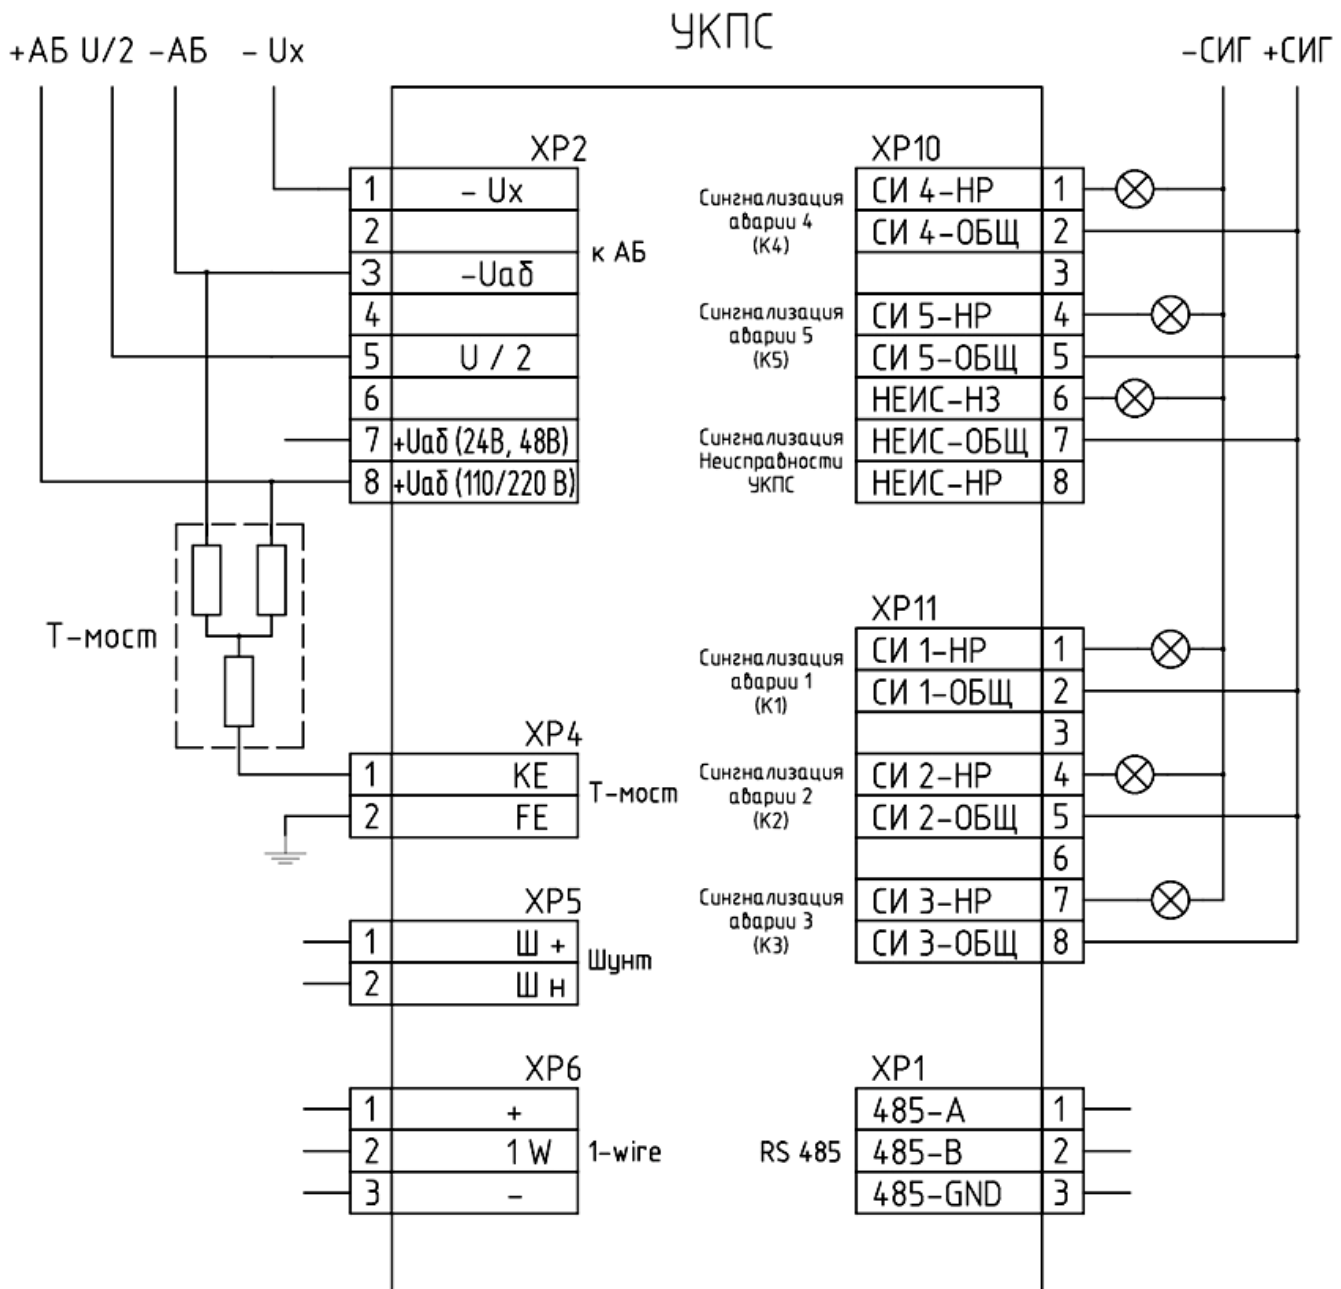 УКПС
+АБ U/2 -АБ - Uх
-СИГ +СИГ
ХР2
1 - Uх
2
3 -Uаб
4
5 U / 2
6
7 +Uаб (24В, 48В)
8 +Uаб (110/220 В)
к АБ
Т-мост
ХР4
1 КЕ
2 FE
Т-мост
ХР5
1 Ш +
2 Ш н
Шунт
ХР6
1 +
2 1 W
3 -
1-wire
ХР10
СИ 4-НР 1
СИ 4-ОБЩ 2
3
СИ 5-НР 4
СИ 5-ОБЩ 5
НЕИС-НЗ 6
НЕИС-ОБЩ 7
НЕИС-НР 8
Сингнализация
аварии 4
(К4)
Сингнализация
аварии 5
(К5)
Сингнализация
Неисправности
УКПС
ХР11
СИ 1-НР 1
СИ 1-ОБЩ 2
3
СИ 2-НР 4
СИ 2-ОБЩ 5
6
СИ 3-НР 7
СИ 3-ОБЩ 8
Сингнализация
аварии 1
(К1)
Сингнализация
аварии 2
(К2)
Сингнализация
аварии 3
(К3)
ХР1
485-A 1
485-B 2
485-GND 3
RS 485